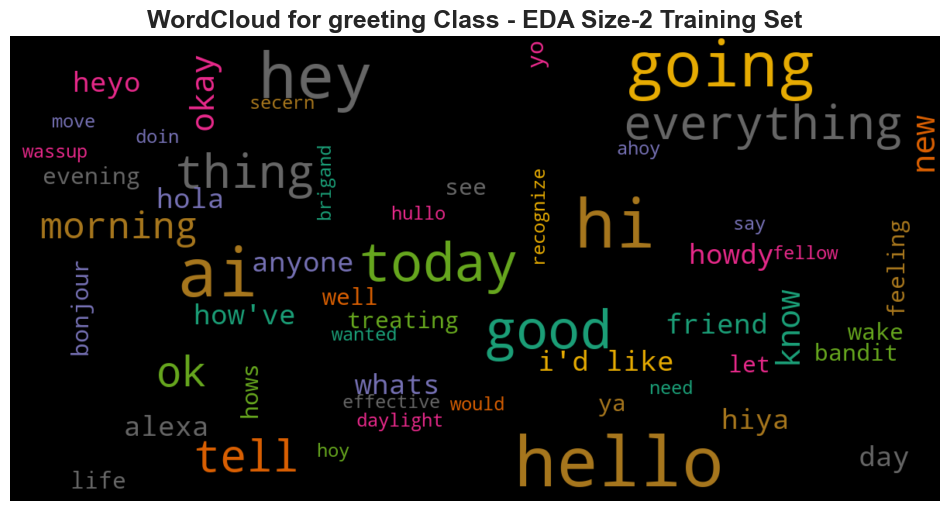 WordCloud for greeting Class - EDA Size-2 Training Set
hey
going
yo
okay
heyo
secern
everything
new
move
doin
wassup
ahoy
thing
brigand
evening
hola
see
recognize
hullo
morning
hi
say
howdy
fellow
feeling
ai
anyone
today
bonjour
well
how've
treating
wanted
good
friend
know
wake
bandit
i'd like
let
ok
hows
whats
need
effective
would
ya
daylight
hiya
alexa
tell
hoy
hello
day
life